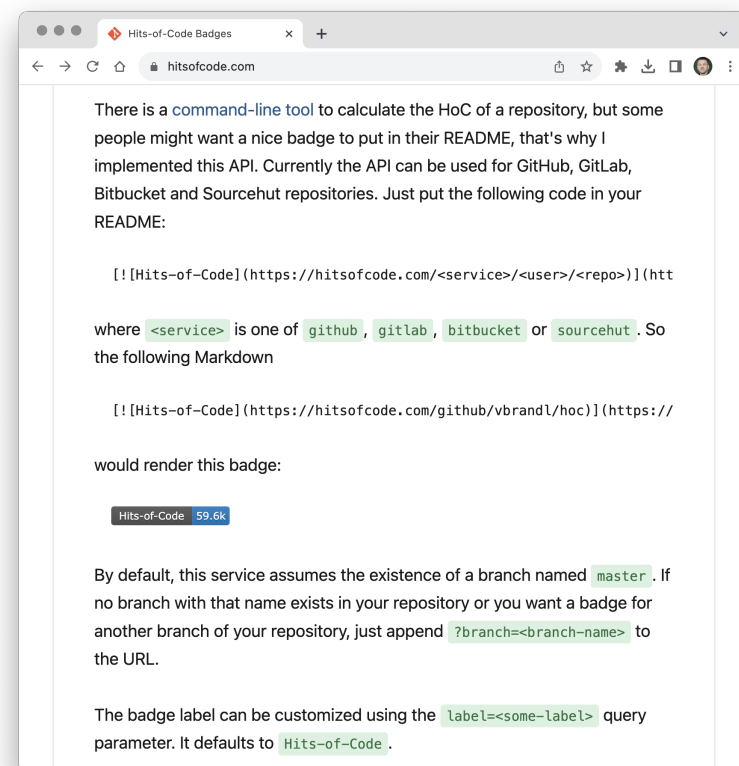 Hits-of-Code Badges
hitsofcode.com
There is a command-line tool to calculate the HoC of a repository, but some
people might want a nice badge to put in their README, that's why I
implemented this API. Currently the API can be used for GitHub, GitLab,
Bitbucket and Sourcehut repositories. Just put the following code in your
README:
[![Hits-of-Code](https://hitsofcode.com/<service>/<user>/<repo>)](htt
where <service> is one of github, gitlab, bitbucket or sourcehut. So
the following Markdown
[![Hits-of-Code](https://hitsofcode.com/github/vbrandl/hoc)](https://
would render this badge:
Hits-of-Code 59.6k
By default, this service assumes the existence of a branch named master. If
no branch with that name exists in your repository or you want a badge for
another branch of your repository, just append ?branch=<branch-name> to
the URL.
The badge label can be customized using the label=<some-label> query
parameter. It defaults to Hits-of-Code.